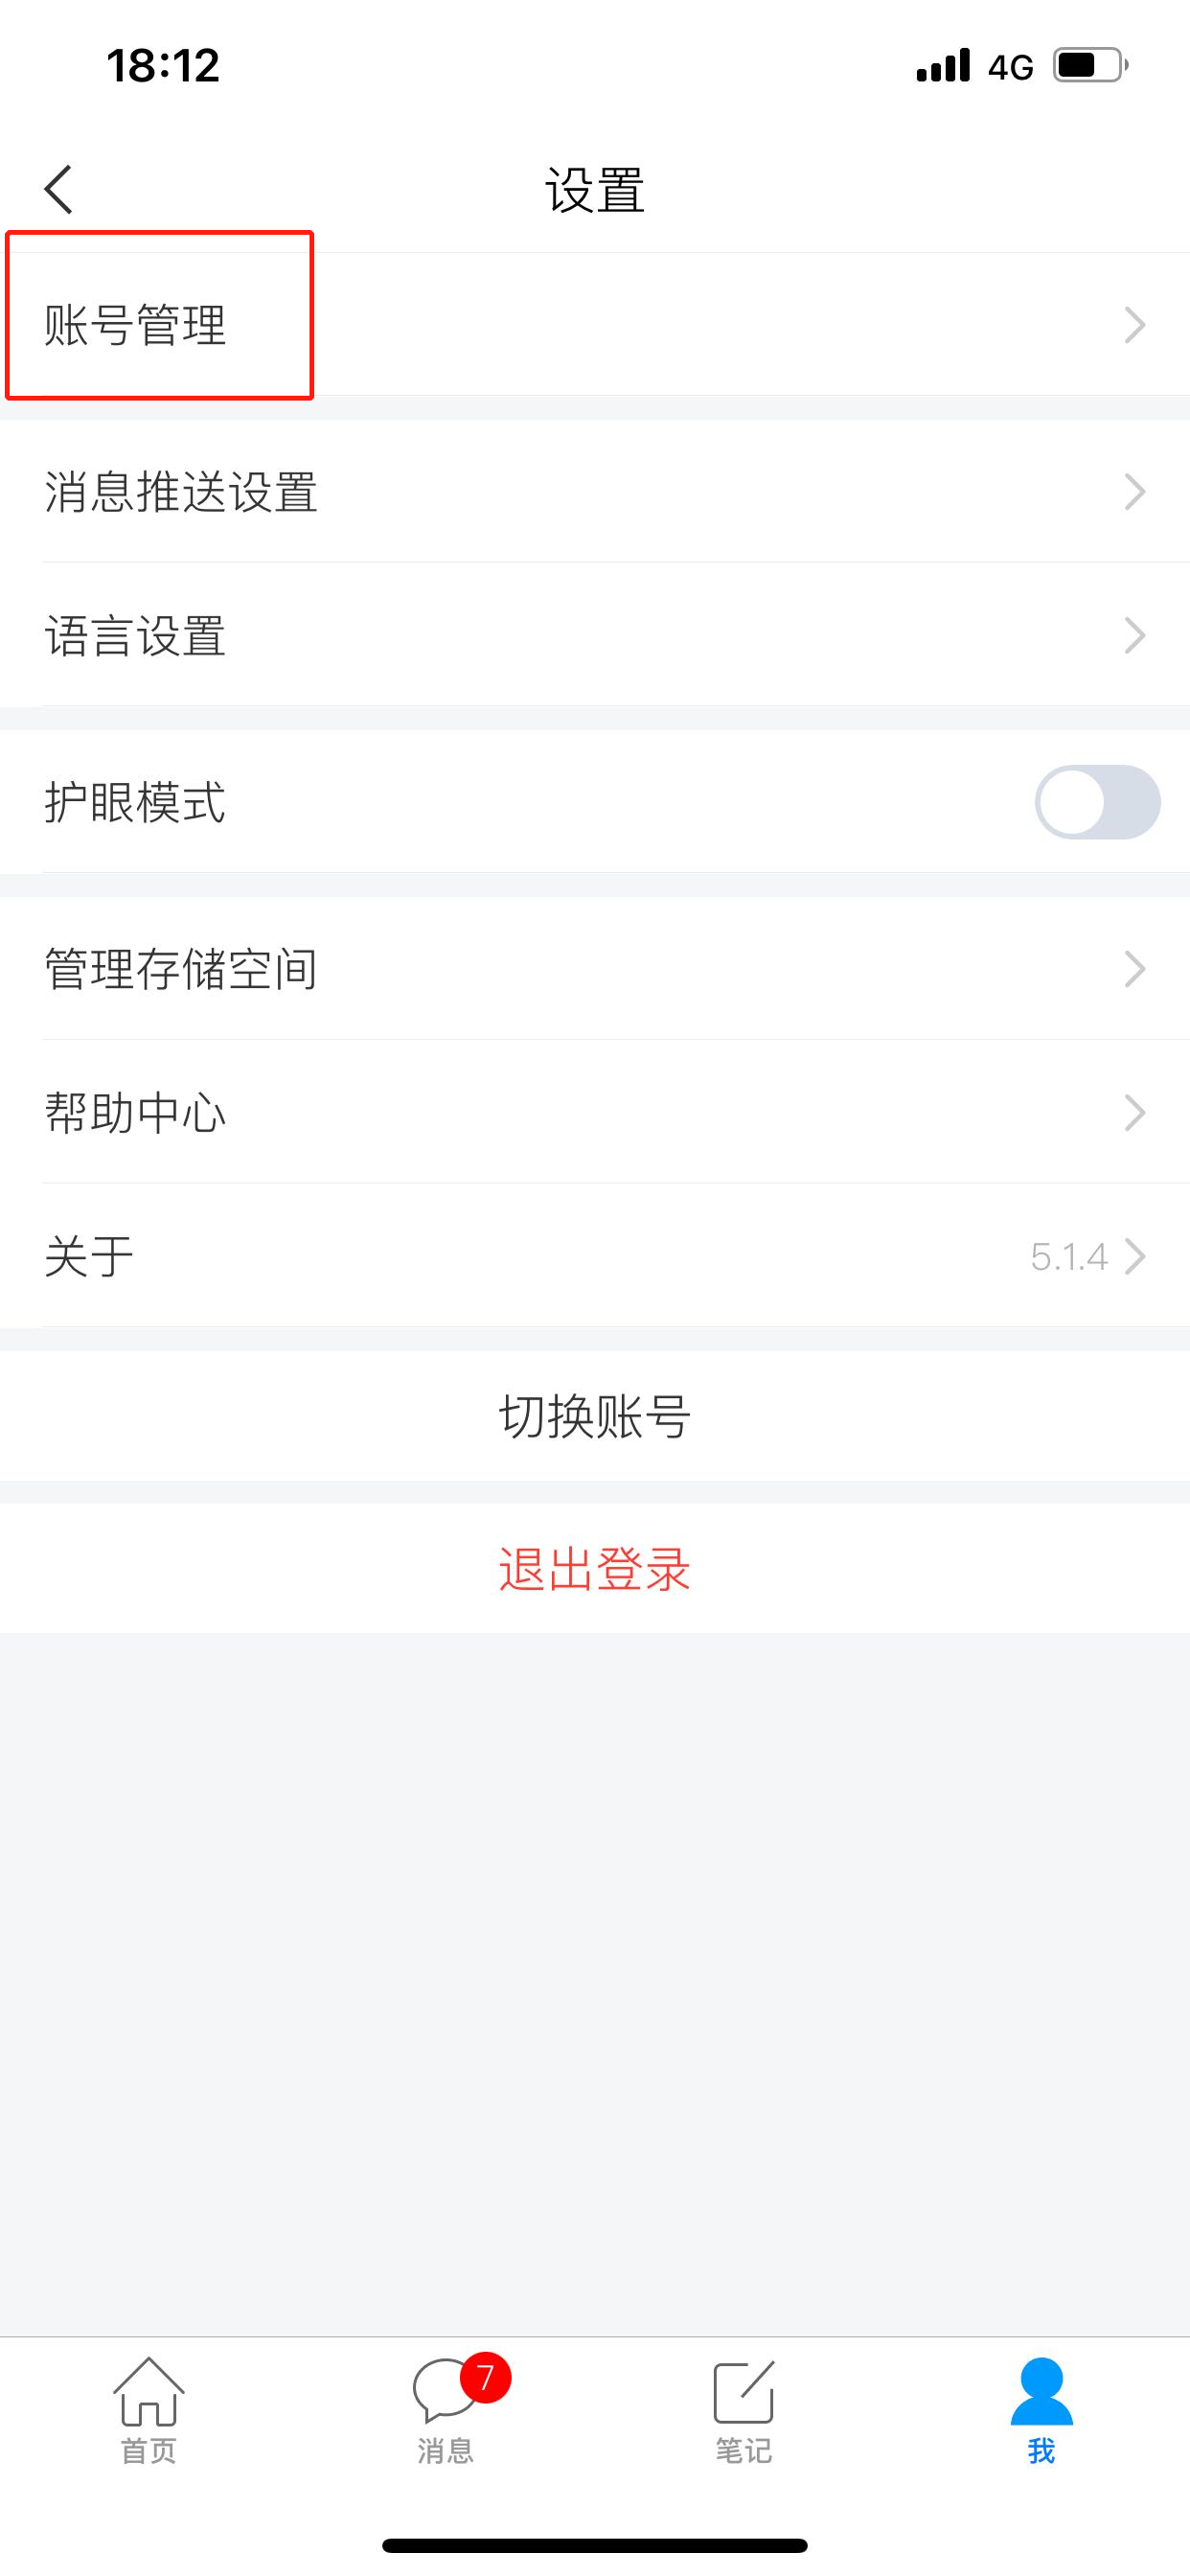 18:12 4G
设置
账号管理
消息推送设置
语言设置
护眼模式
管理存储空间
帮助中心
关于 5.1.4
切换账号
退出登录
7
首页 消息 笔记 我